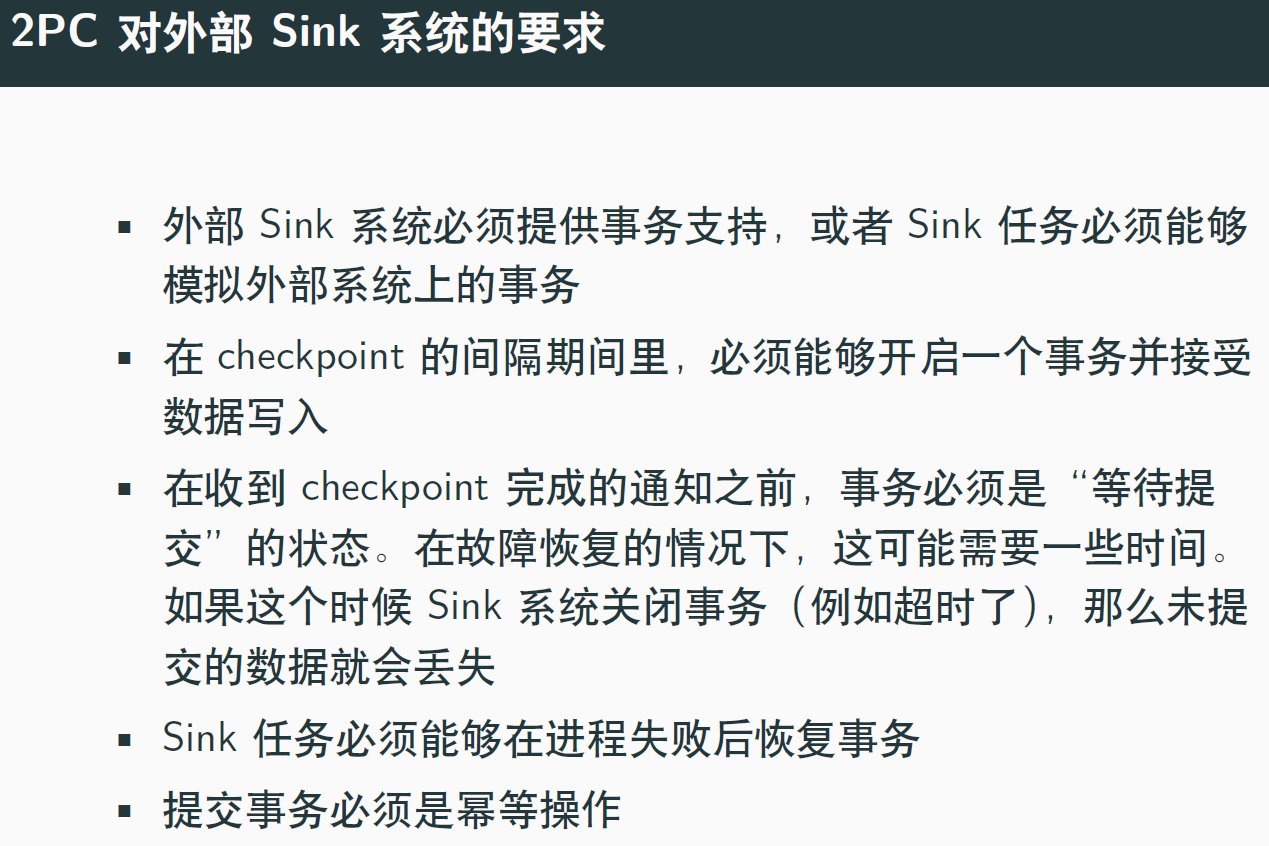 2PC 对外部 Sink 系统的要求
▪ 外部 Sink 系统必须提供事务支持，或者 Sink 任务必须能够
模拟外部系统上的事务
▪ 在 checkpoint 的间隔期间里，必须能够开启一个事务并接受
数据写入
▪ 在收到 checkpoint 完成的通知之前，事务必须是 “等待提
交” 的状态。在故障恢复的情况下，这可能需要一些时间。
如果这个时候 Sink 系统关闭事务（例如超时了），那么未提
交的数据就会丢失
▪ Sink 任务必须能够在进程失败后恢复事务
▪ 提交事务必须是幂等操作